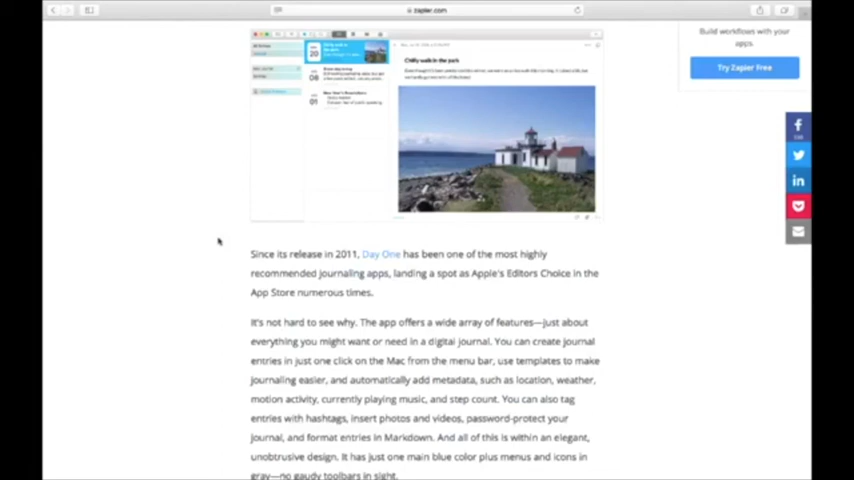 zapier.com
Build workflows with your
apps.
Try Zapier Free
20
Chilly walk in the park
08
01
Chilly walk in the park
Since its release in 2011, Day One has been one of the most highly
recommended journaling apps, landing a spot as Apple's Editors Choice in the
App Store numerous times.
It's not hard to see why. The app offers a wide array of features—just about
everything you might want or need in a digital journal. You can create journal
entries in just one click on the Mac from the menu bar, use templates to make
journaling easier, and automatically add metadata, such as location, weather,
motion activity, currently playing music, and step count. You can also tag
entries with hashtags, insert photos and videos, password-protect your
journal, and format entries in Markdown. And all of this is within an elegant,
unobtrusive design. It has just one main blue color plus menus and icons in
gray—no gaudy toolbars in sight.